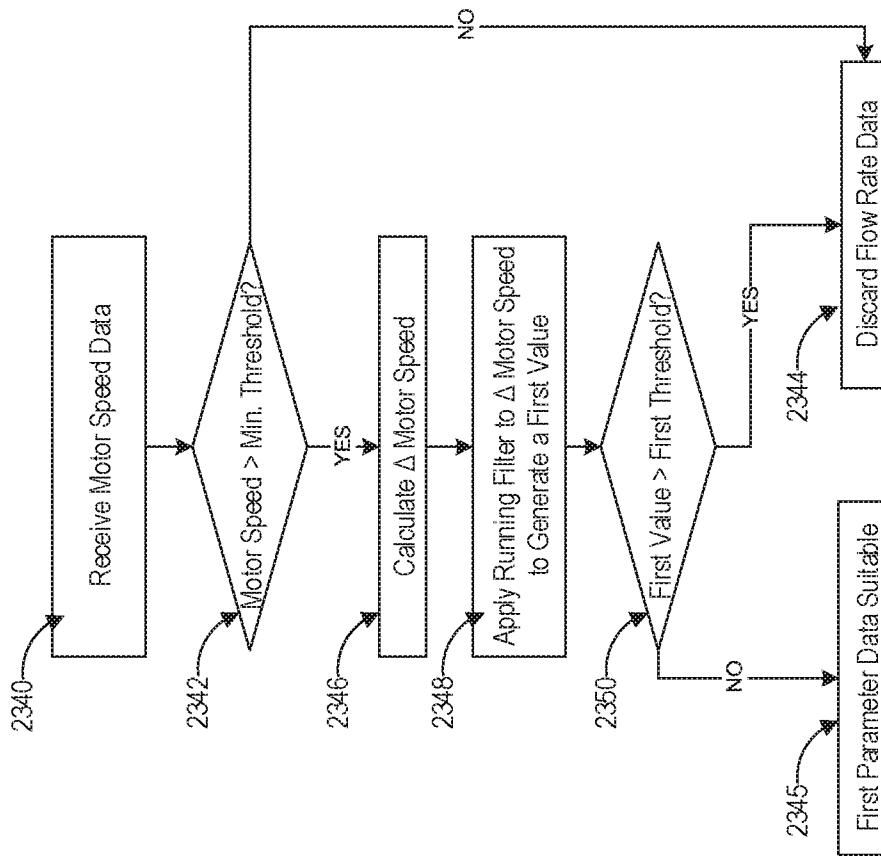 2340
Receive Motor Speed Data
2342
Motor Speed > Min. Threshold?
NO
YES
2346
Calculate Δ Motor Speed
2348
Apply Running Filter to Δ Motor Speed
to Generate a First Value
2350
First Value > First Threshold?
NO
YES
2345
First Parameter Data Suitable
2344
Discard Flow Rate Data